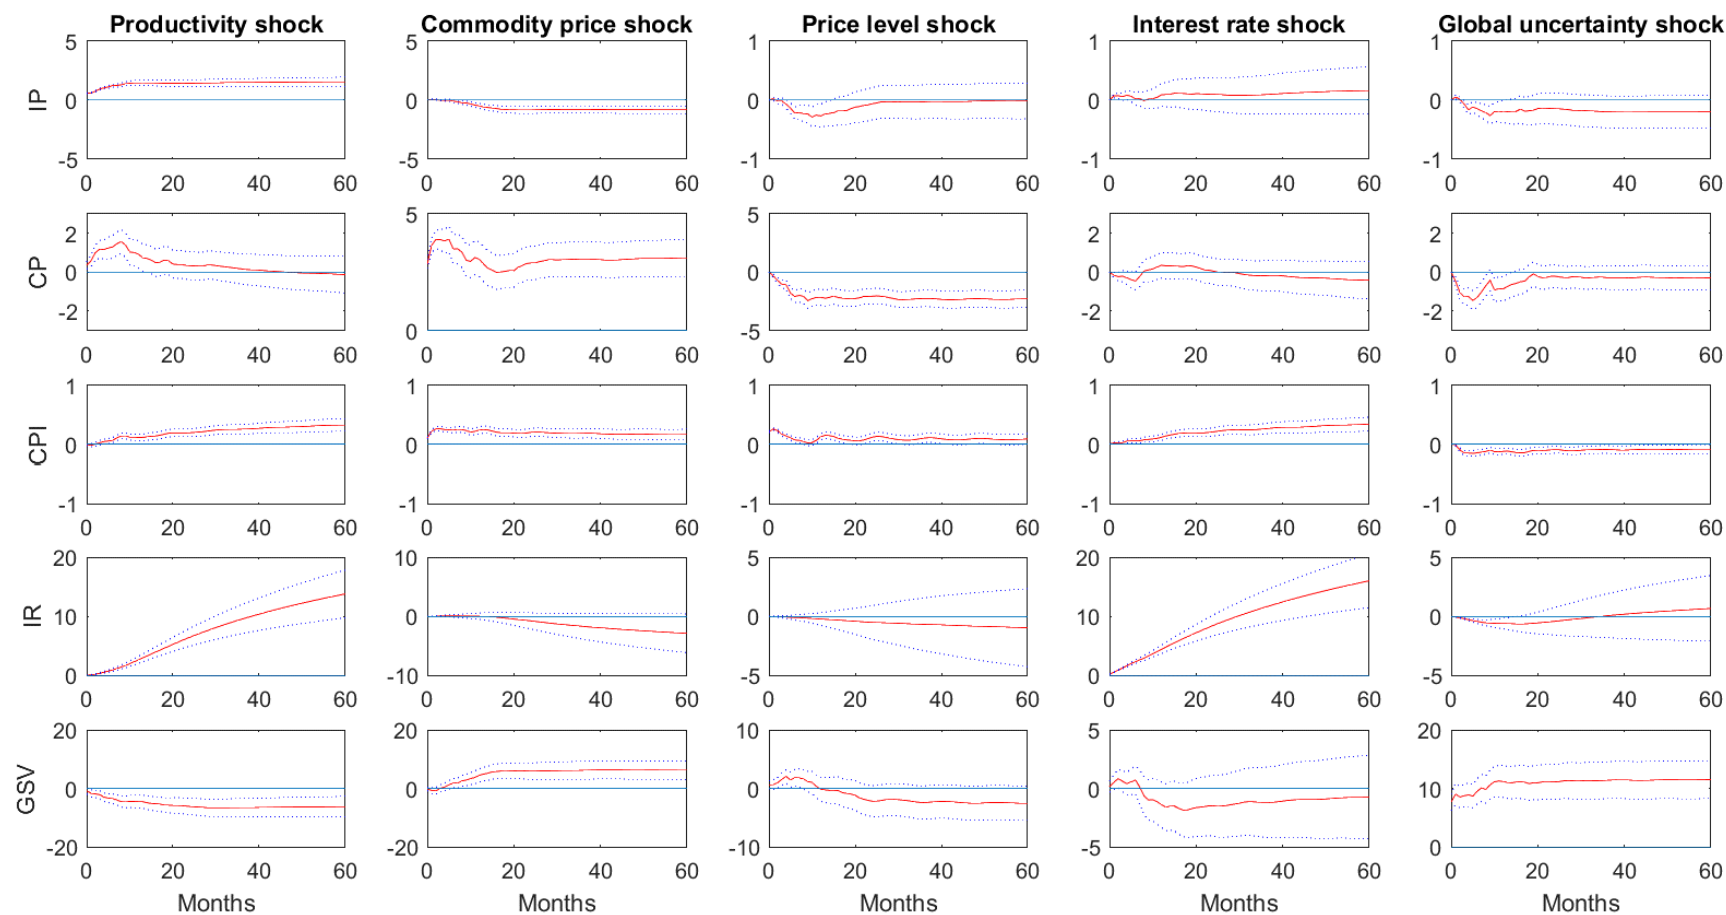 Productivity shock Commodity price shock Price level shock Interest rate shock Global uncertainty shock
IP
5 5 1 1 1
0 0 0 0 0
-5 -5 -1 -1 -1
0 20 40 60 0 20 40 60 0 20 40 60 0 20 40 60 0 20 40 60
CP
2 5 0 2 2
0 0 0
-2 0 -5 -2 -2
0 20 40 60 0 20 40 60 0 20 40 60 0 20 40 60 0 20 40 60
CPI
1 1 1 1 1
0 0 0 0 0
-1 -1 -1 -1 -1
0 20 40 60 0 20 40 60 0 20 40 60 0 20 40 60 0 20 40 60
IR
20 10 5 20 5
10 0 0 10 0
0 -10 -5 0 -5
0 20 40 60 0 20 40 60 0 20 40 60 0 20 40 60 0 20 40 60
GSV
20 20 10 5 20
0 0 0 0 10
-20 -20 -10 -5 0
0 20 40 60 0 20 40 60 0 20 40 60 0 20 40 60 0 20 40 60
Months Months Months Months Months